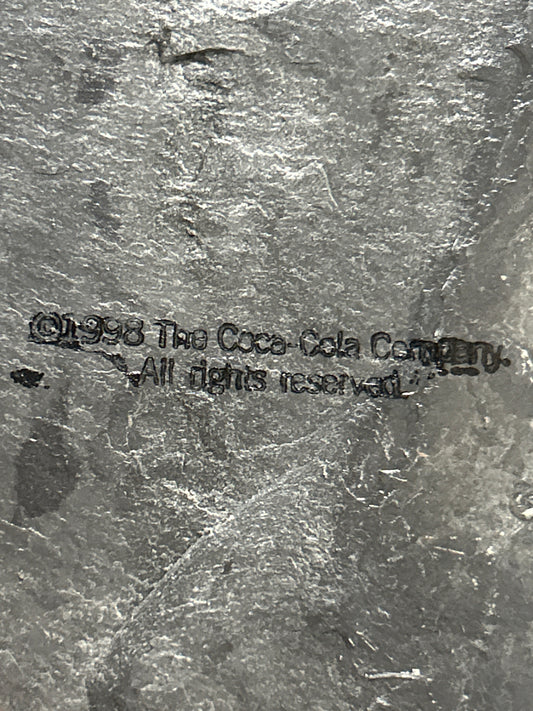 ©1998 The Coca-Cola Company.
All rights reserved.